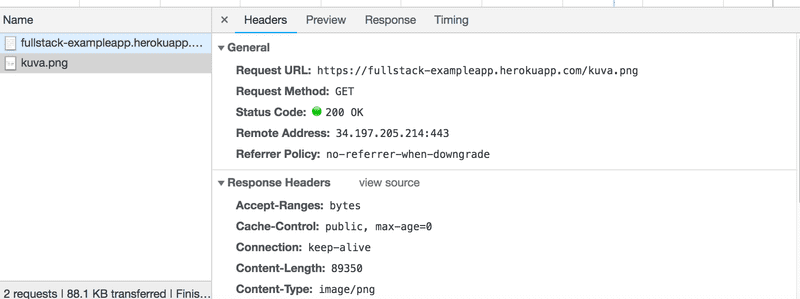 Name
× Headers Preview Response Timing
fullstack-exampleapp.herokuapp.…
kuva.png
▼ General
Request URL: https://fullstack-exampleapp.herokuapp.com/kuva.png
Request Method: GET
Status Code: 200 OK
Remote Address: 34.197.205.214:443
Referrer Policy: no-referrer-when-downgrade
▼ Response Headers view source
Accept-Ranges: bytes
Cache-Control: public, max-age=0
Connection: keep-alive
Content-Length: 89350
Content-Type: image/png
2 requests | 88.1 KB transferred | Finis…